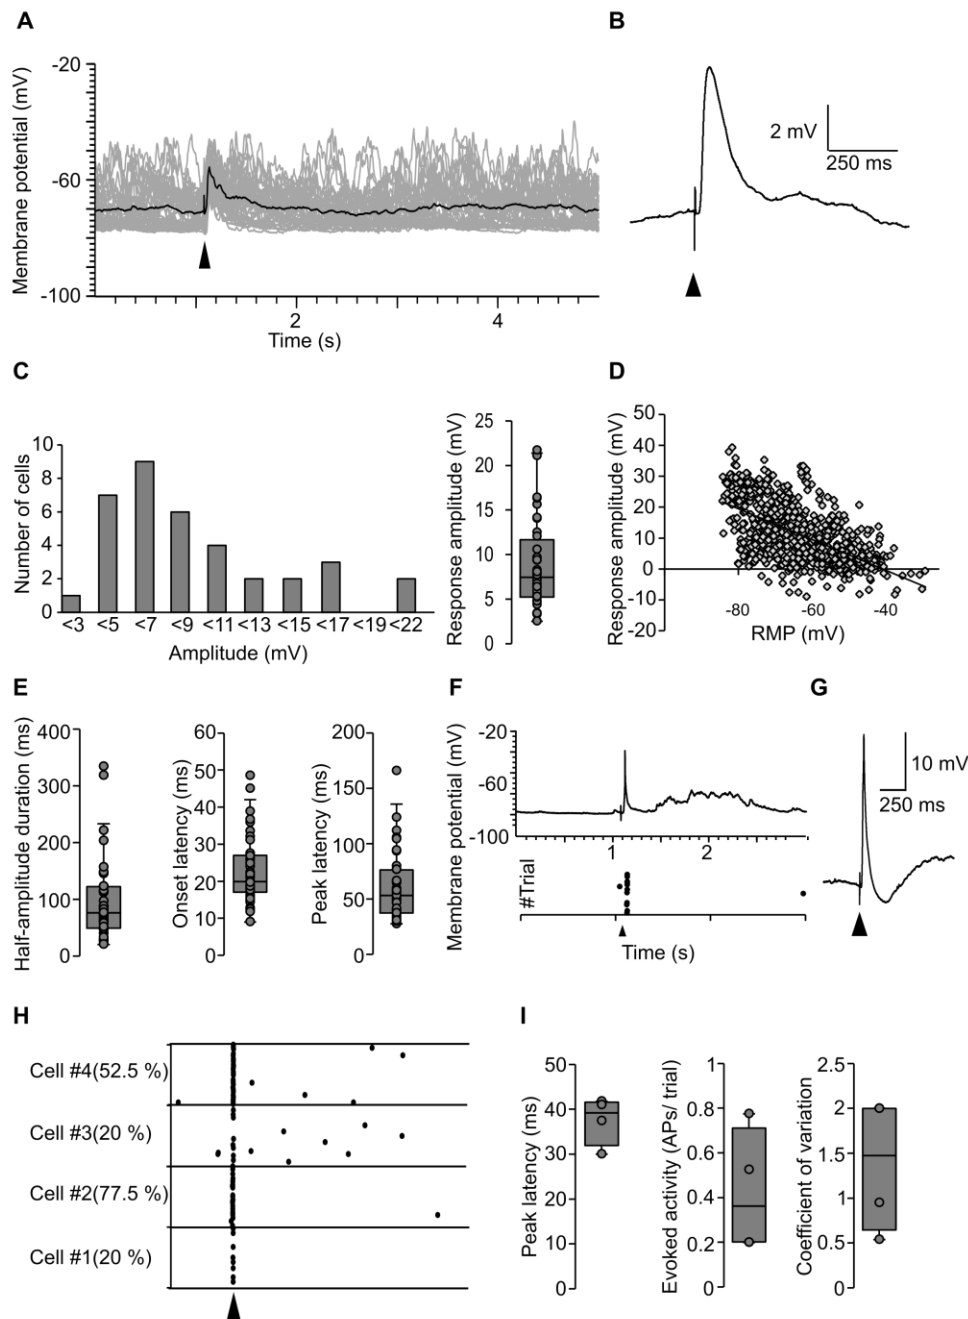 A
B
Membrane potential (mV)
-20
-60
-100
2
4
Time (s)
2 mV
250 ms
C
D
Number of cells
10
8
6
4
2
0
<3 <5 <7 <9 <11 <13 <15 <17 <19 <22
Amplitude (mV)
Response amplitude (mV)
25
20
15
10
5
0
Response amplitude (mV)
50
40
30
20
10
0
-10
-20
-80
-60
-40
RMP (mV)
E
F
G
Half-amplitude duration (ms)
400
300
200
100
0
Onset latency (ms)
60
50
40
30
20
10
0
Peak latency (ms)
200
150
100
50
0
Membrane potential (mV)
-20
-60
-100
1
2
#Trial
Time (s)
10 mV
250 ms
H
I
Cell #4(52.5 %)
Cell #3(20 %)
Cell #2(77.5 %)
Cell #1(20 %)
Peak latency (ms)
50
40
30
20
10
0
Evoked activity (APs/ trial)
1
0.8
0.6
0.4
0.2
0
Coefficient of variation
2.5
2
1.5
1
0.5
0